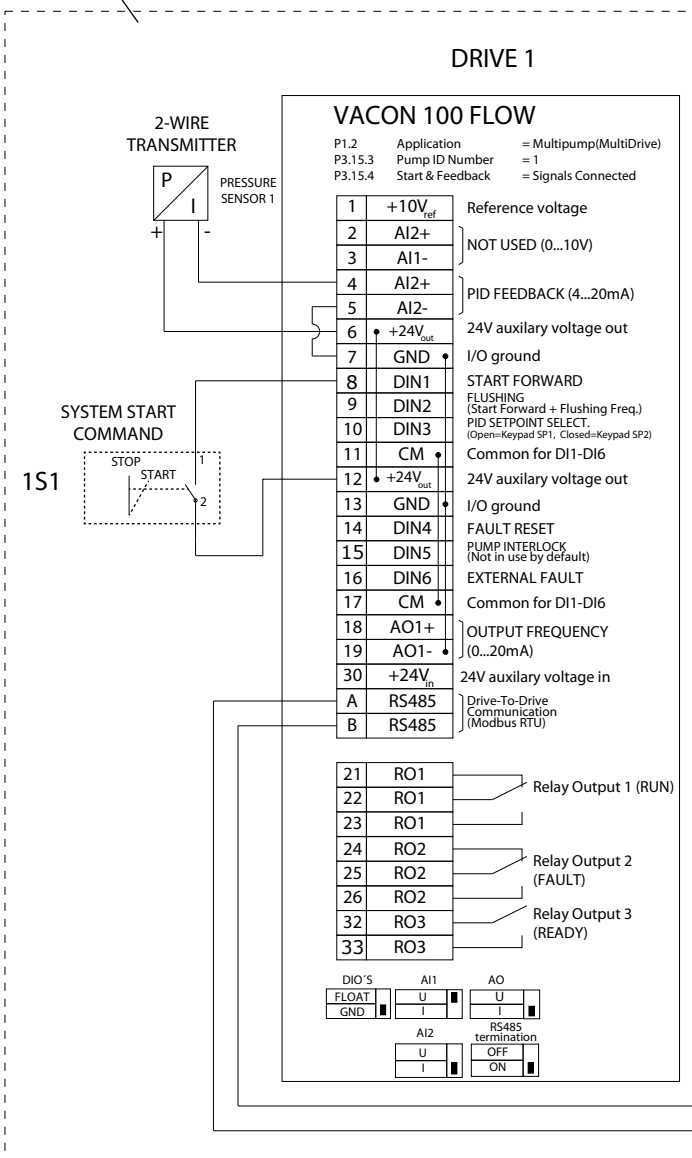 DRIVE 1
VACON 100 FLOW
P1.2 Application = Multipump(MultiDrive)
P3.15.3 Pump ID Number = 1
P3.15.4 Start & Feedback = Signals Connected
2-WIRE
TRANSMITTER
P
I
PRESSURE
SENSOR 1
+ -
1 +10Vref Reference voltage
2 AI2+
NOT USED (0...10V)
3 AI1-
4 AI2+
PID FEEDBACK (4...20mA)
5 AI2-
6 +24Vout 24V auxilary voltage out
7 GND I/O ground
8 DIN1 START FORWARD
9 DIN2 FLUSHING
(Start Forward + Flushing Freq.)
10 DIN3 PID SETPOINT SELECT.
(Open=Keypad SP1, Closed=Keypad SP2)
11 CM Common for DI1-DI6
12 +24Vout 24V auxilary voltage out
13 GND I/O ground
14 DIN4 FAULT RESET
15 DIN5 PUMP INTERLOCK
(Not in use by default)
16 DIN6 EXTERNAL FAULT
17 CM Common for DI1-DI6
18 AO1+ OUTPUT FREQUENCY
19 AO1- (0...20mA)
30 +24Vin 24V auxilary voltage in
A RS485 Drive-To-Drive
Communication
B RS485 (Modbus RTU)
SYSTEM START
COMMAND
1S1
STOP
START
1
2
21 RO1
Relay Output 1 (RUN)
22 RO1
23 RO1
24 RO2
Relay Output 2
25 RO2
(FAULT)
26 RO2
Relay Output 3
32 RO3
(READY)
33 RO3
DIO´S AI1 AO
FLOAT U U
GND I I
AI2 RS485
termination
U OFF
I ON